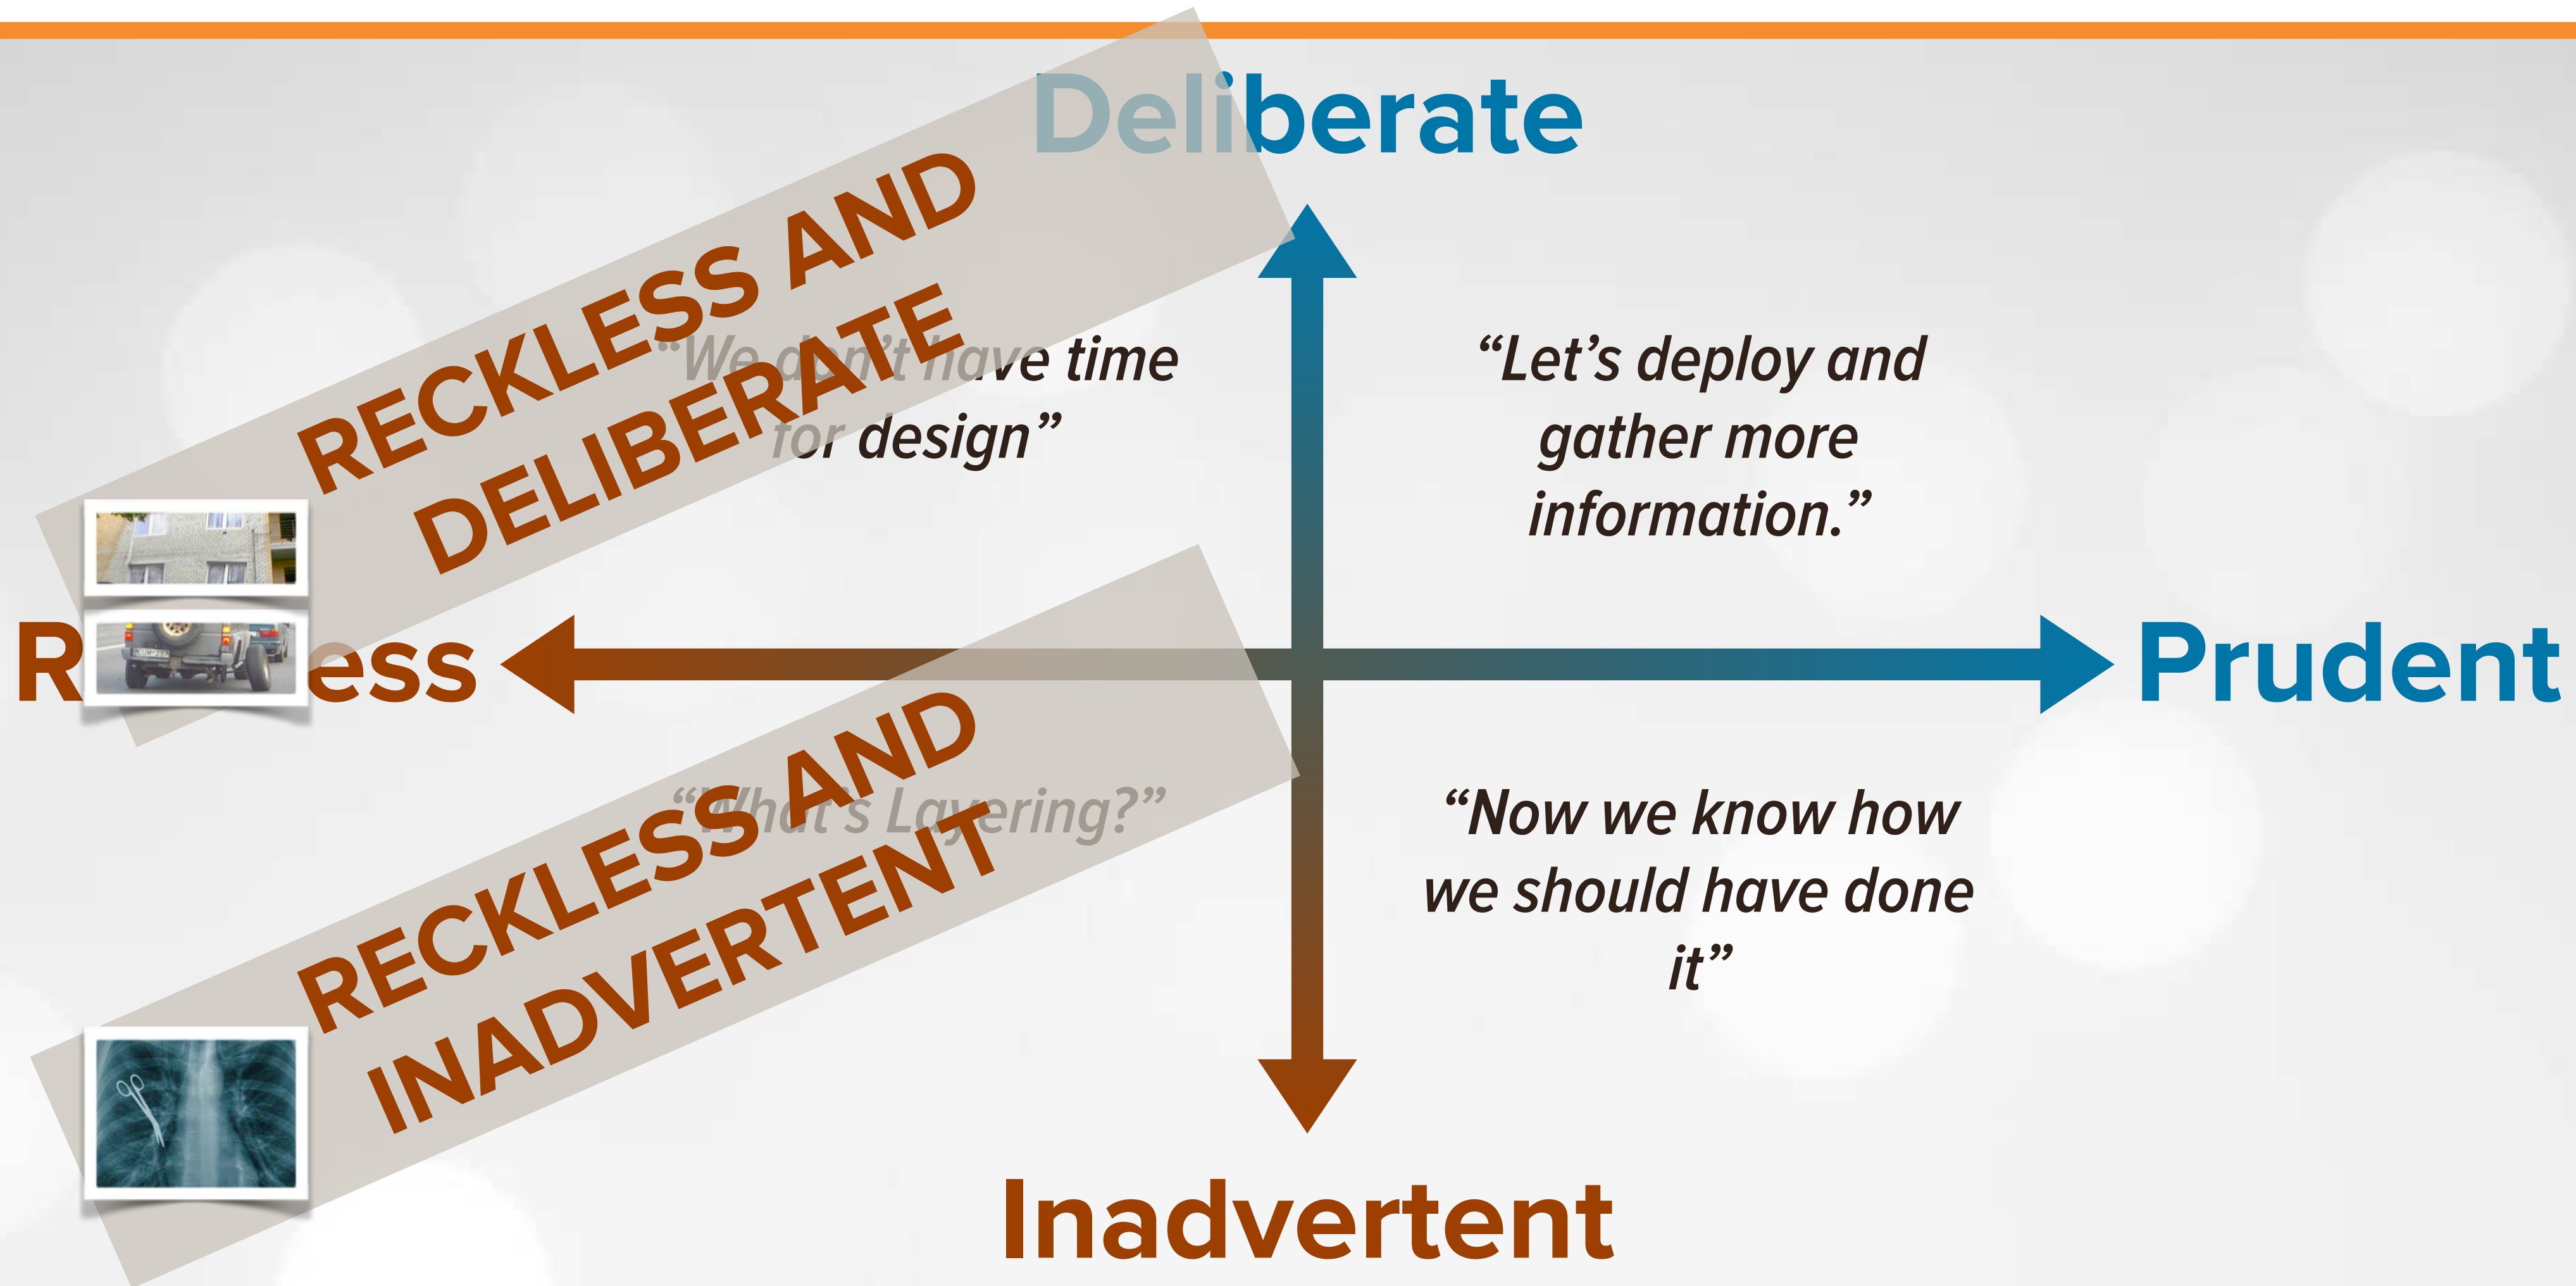 Deliberate
RECKLESS AND
DELIBERATE
“We don’t have time
for design”
“Let’s deploy and
gather more
information.”
R ess
Prudent
RECKLESS AND
INADVERTENT
“What’s Layering?”
“Now we know how
we should have done
it”
Inadvertent